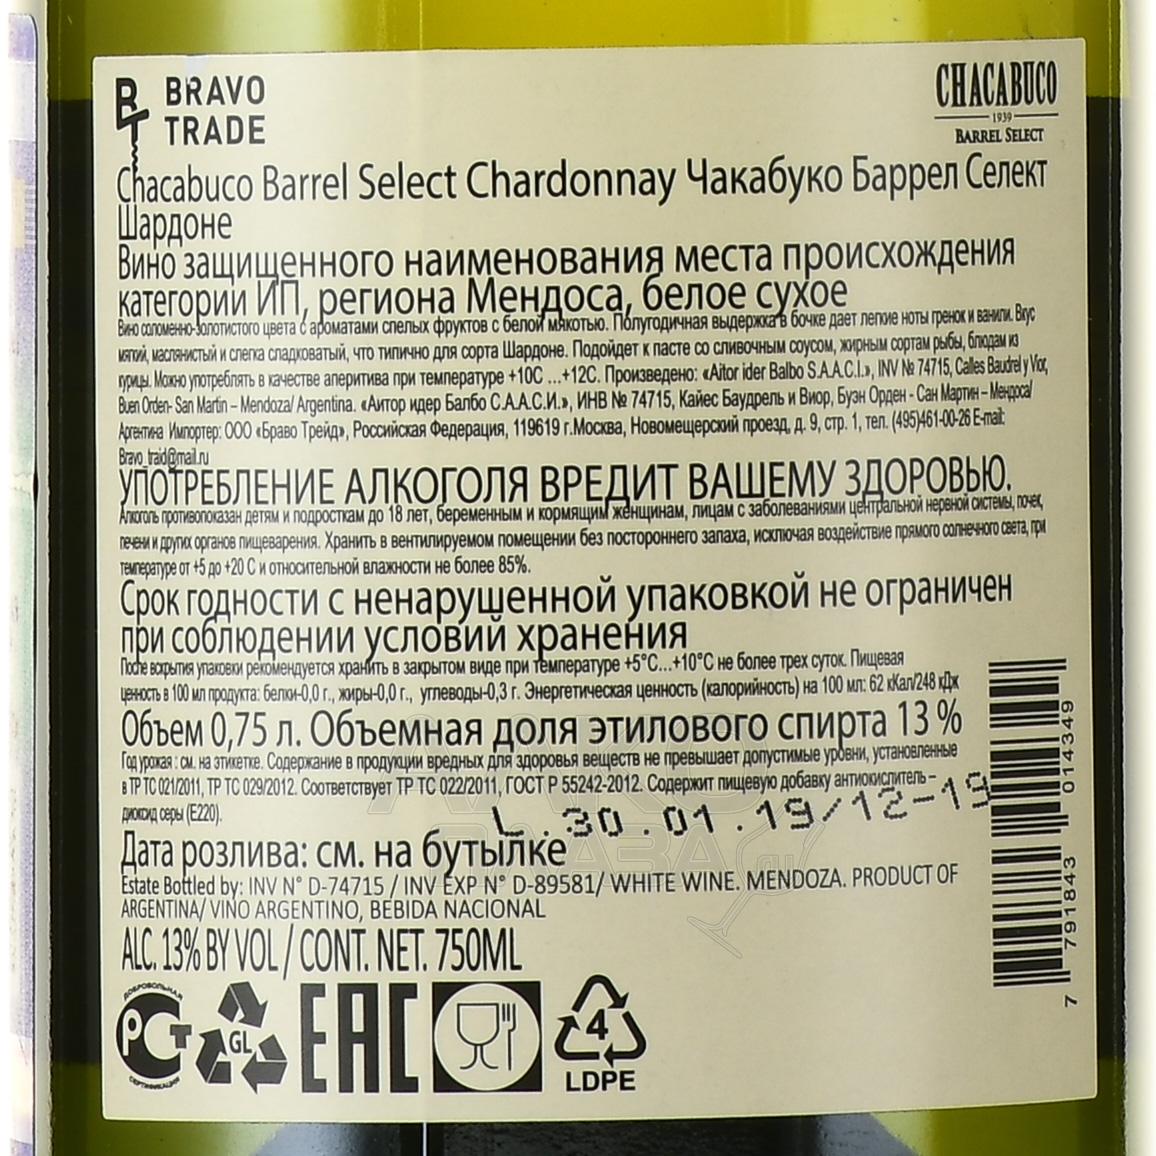 BRAVO
TRADE
CHACABUCO
1939
BARREL SELECT
Chacabuco Barrel Select Chardonnay Чакабуко Баррел Селект
Шардоне
Вино защищенного наименования места происхождения
категории ИП, региона Мендоса, белое сухое
Вино соломенно-золотистого цвета с ароматами спелых фруктов с белой мякотью. Полугодичная выдержка в бочке дает легкие ноты гренок и ванили. Вкус
мягкий, маслянистый и слегка сладковатый, что типично для сорта Шардоне. Подойдет к пасте со сливочным соусом, жирным сортам рыбы, блюдам из
курицы. Можно употреблять в качестве аперитива при температуре +10C ...+12C. Произведено: «Aitor ider Balbo S.A.A.C.I.», INV № 74715, Calles Baudrel y Vior,
Buen Orden- San Martin – Mendoza/ Argentina. «Аитор идер Балбо С.А.А.С.И.», ИНВ № 74715, Кайес Баудрель и Виор, Буэн Орден - Сан Мартин – Мендоса/
Аргентина Импортер: ООО «Браво Трейд», Российская Федерация, 119619 г.Москва, Новомещерский проезд, д. 9, стр. 1, тел. (495)461-00-26 E-mail:
Bravo_traid@mail.ru
УПОТРЕБЛЕНИЕ АЛКОГОЛЯ ВРЕДИТ ВАШЕМУ ЗДОРОВЬЮ.
Алкоголь противопоказан детям и подросткам до 18 лет, беременным и кормящим женщинам, лицам с заболеваниями центральной нервной системы, почек,
печени и других органов пищеварения. Хранить в вентилируемом помещении без постороннего запаха, исключая воздействие прямого солнечного света, при
температуре от +5 до +20 C и относительной влажности не более 85%.
Срок годности с ненарушенной упаковкой не ограничен
при соблюдении условий хранения
После вскрытия упаковки рекомендуется хранить в закрытом виде при температуре +5°C...+10°C не более трех суток. Пищевая
ценность в 100 мл продукта: белки-0,0 г., жиры-0,0 г., углеводы-0,3 г. Энергетическая ценность (калорийность) на 100 мл: 62 кКал/248 кДж
Объем 0,75 л. Объемная доля этилового спирта 13 %
Год урожая : см. на этикетке. Содержание в продукции вредных для здоровья веществ не превышает допустимые уровни, установленные
в ТР ТС 021/2011, ТР ТС 029/2012. Соответствует ТР ТС 022/2011, ГОСТ Р 55242-2012. Содержит пищевую добавку антиокислитель –
диоксид серы (Е220).
L.30.01.19/12-19
Дата розлива: см. на бутылке
Estate Bottled by: INV N° D-74715 / INV EXP N° D-89581/ WHITE WINE. MENDOZA. PRODUCT OF
ARGENTINA/ VINO ARGENTINO, BEBIDA NACIONAL
ALC. 13% BY VOL / CONT. NET. 750ML
ДОБРОВОЛЬНАЯ
РСТ
СЕРТИФИКАЦИЯ
GL
EAC
4
LDPE
7 791843 014349